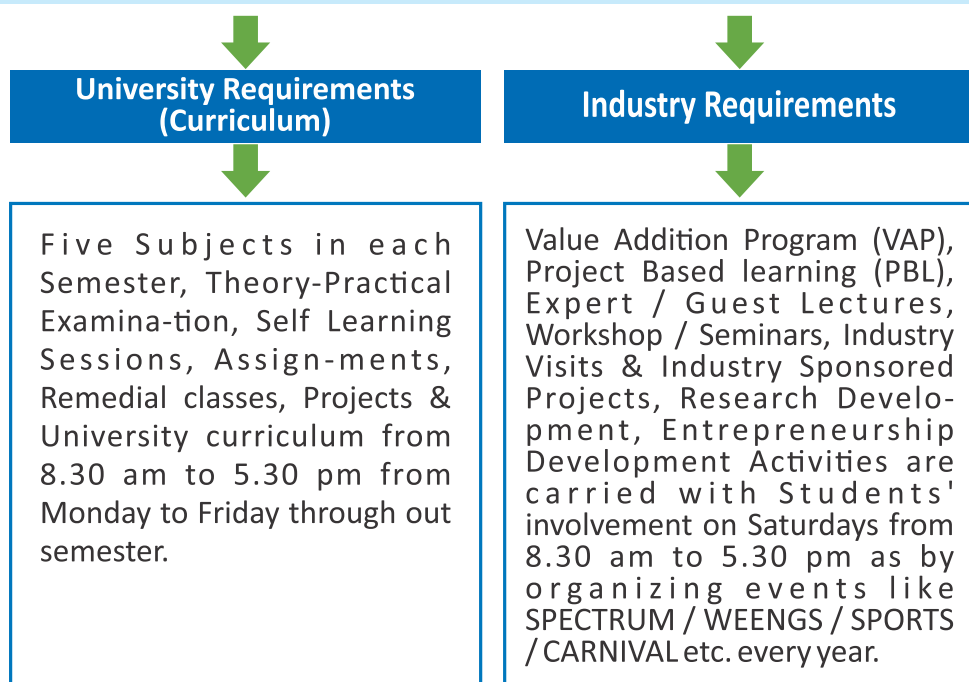 University Requirements
(Curriculum)
Five Subjects in each
Semester, Theory-Practical
Examina-tion, Self Learning
Sessions, Assign-ments,
Remedial classes, Projects &
University curriculum from
8.30 am to 5.30 pm from
Monday to Friday through out
semester.
Industry Requirements
Value Addition Program (VAP),
Project Based learning (PBL),
Expert / Guest Lectures,
Workshop / Seminars, Industry
Visits & Industry Sponsored
Projects, Research Develo-
pment, Entrepreneurship
Development Activities are
carried with Students'
involvement on Saturdays from
8.30 am to 5.30 pm as by
organizing events like
SPECTRUM / WEENGS / SPORTS
/ CARNIVAL etc. every year.